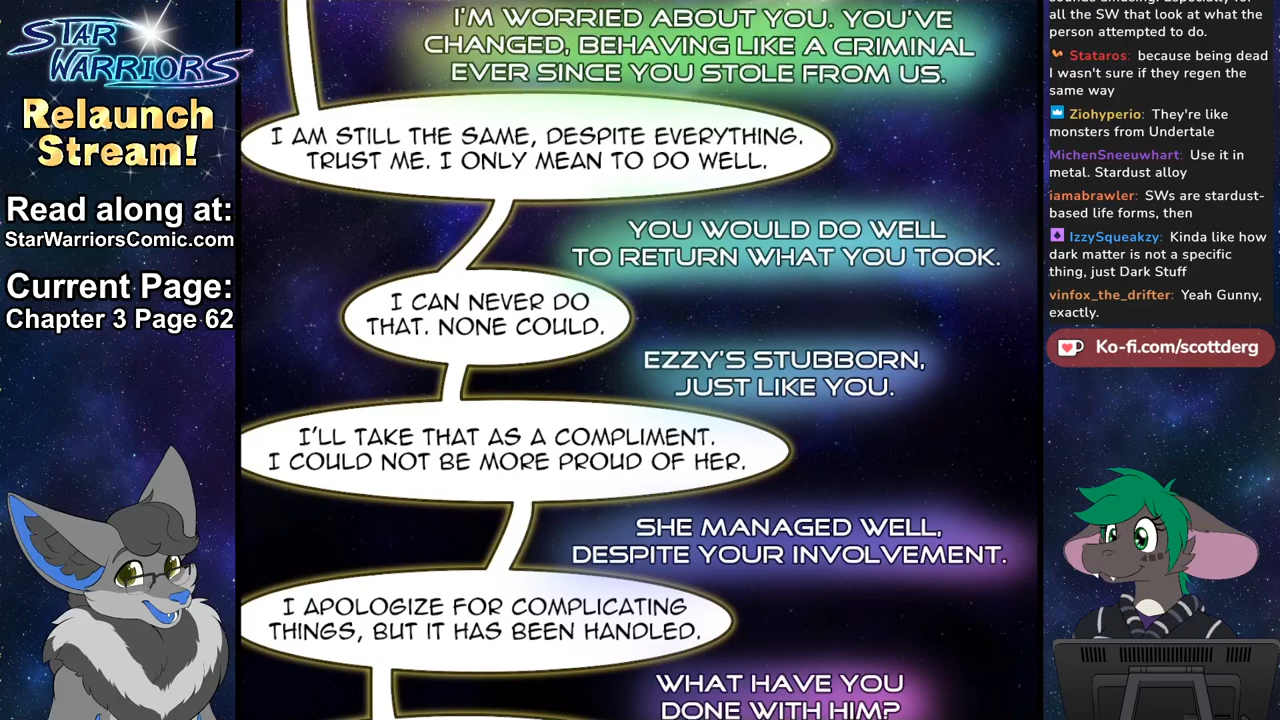 STAR
WARRIORS
Relaunch
Stream!
Read along at:
StarWarriorsComic.com
Current Page:
Chapter 3 Page 62
I'M WORRIED ABOUT YOU. YOU'VE
CHANGED, BEHAVING LIKE A CRIMINAL
EVER SINCE YOU STOLE FROM US.
I AM STILL THE SAME, DESPITE EVERYTHING.
TRUST ME. I ONLY MEAN TO DO WELL.
YOU WOULD DO WELL
TO RETURN WHAT YOU TOOK.
I CAN NEVER DO
THAT. NONE COULD.
EZZY'S STUBBORN,
JUST LIKE YOU.
I'LL TAKE THAT AS A COMPLIMENT.
I COULD NOT BE MORE PROUD OF HER.
SHE MANAGED WELL,
DESPITE YOUR INVOLVEMENT.
I APOLOGIZE FOR COMPLICATING
THINGS, BUT IT HAS BEEN HANDLED.
WHAT HAVE YOU
DONE WITH HIM?
sounds amusing. Especially for
all the SW that look at what the
person attempted to do.
Stataros: because being dead
I wasn't sure if they regen the
same way
Ziohyperio: They're like
monsters from Undertale
MichenSneeuwhart: Use it in
metal. Stardust alloy
iamabrawler: SWs are stardust-
based life forms, then
IzzySqueakzy: Kinda like how
dark matter is not a specific
thing, just Dark Stuff
vinfox_the_drifter: Yeah Gunny,
exactly.
Ko-fi.com/scottderg